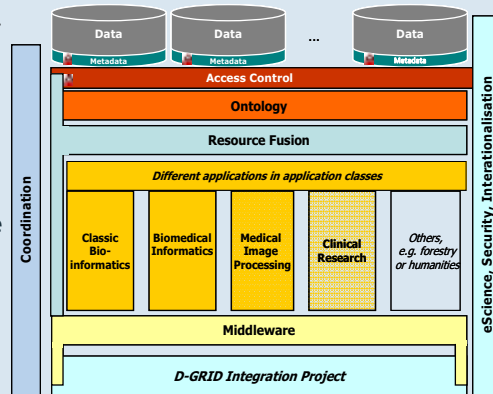 Data
Data
...
Data
Metadata
Metadata
Metadata
Access Control
Ontology
Resource Fusion
Different applications in application classes
Coordination
Classic
Bio-
informatics
Biomedical
Informatics
Medical
Image
Processing
Clinical
Research
Others,
e.g. forestry
or humanities
eScience, Security, Interationalisation
Middleware
D-GRID Integration Project